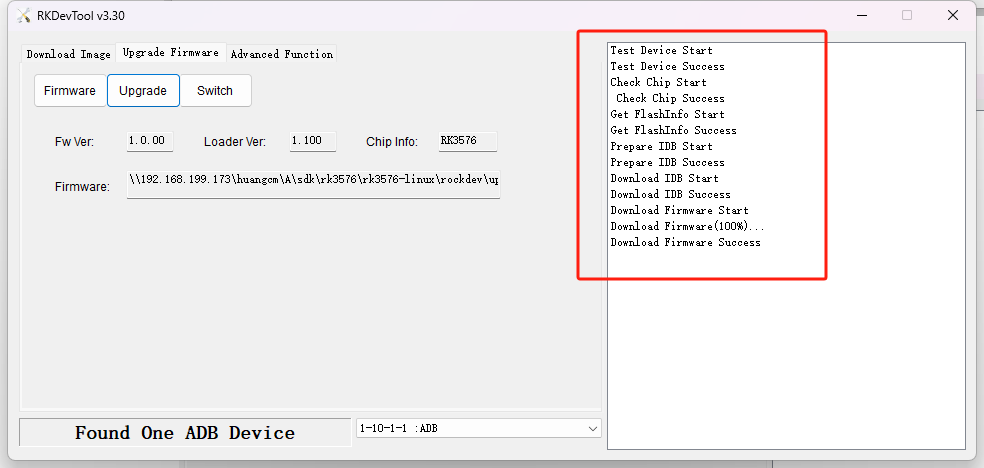 RKDevTool v3.30
Download Image
Upgrade Firmware
Advanced Function
Firmware
Upgrade
Switch
Fw Ver:
1.0.00
Loader Ver:
1.100
Chip Info:
RK3576
Firmware:
\\192.168.199.173\huangcm\A\sdk\rk3576\rk3576-linux\rockdev\up
Test Device Start
Test Device Success
Check Chip Start
Check Chip Success
Get FlashInfo Start
Get FlashInfo Success
Prepare IDB Start
Prepare IDB Success
Download IDB Start
Download IDB Success
Download Firmware Start
Download Firmware(100%)...
Download Firmware Success
Found One ADB Device
1-10-1-1 :ADB